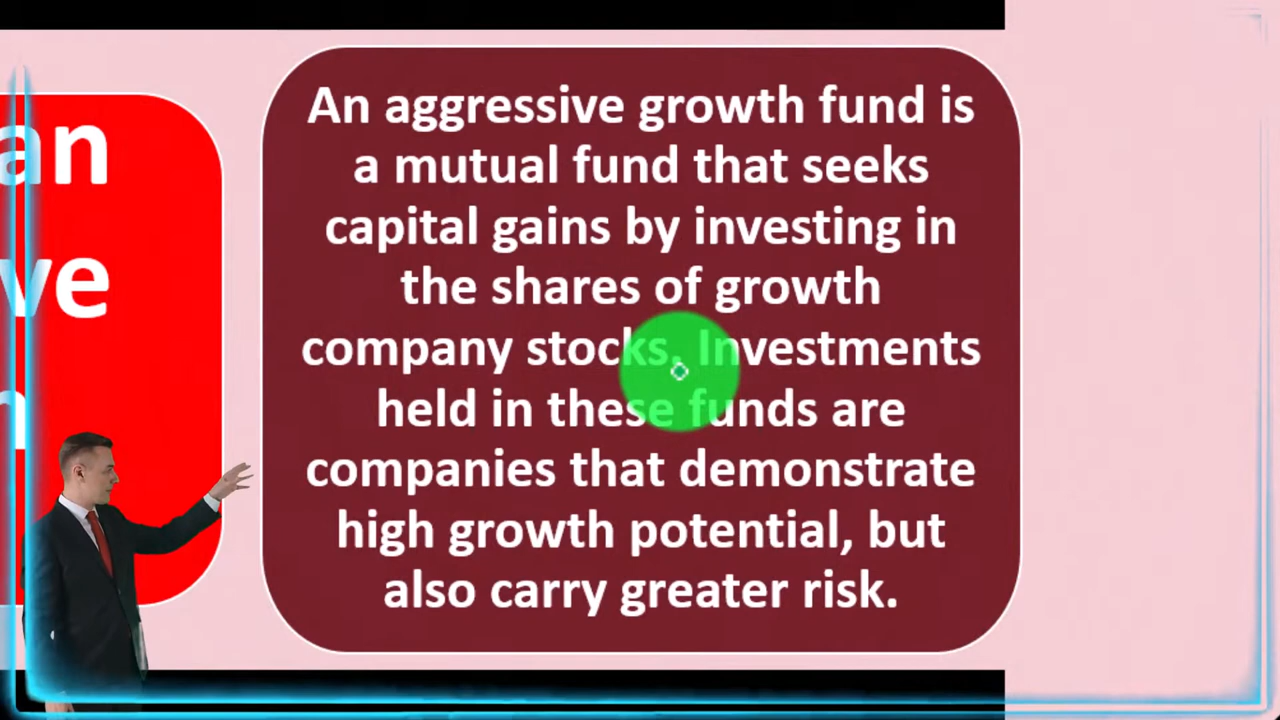 an
ve
An aggressive growth fund is
a mutual fund that seeks
capital gains by investing in
the shares of growth
company stocks. Investments
held in these funds are
companies that demonstrate
high growth potential, but
also carry greater risk.